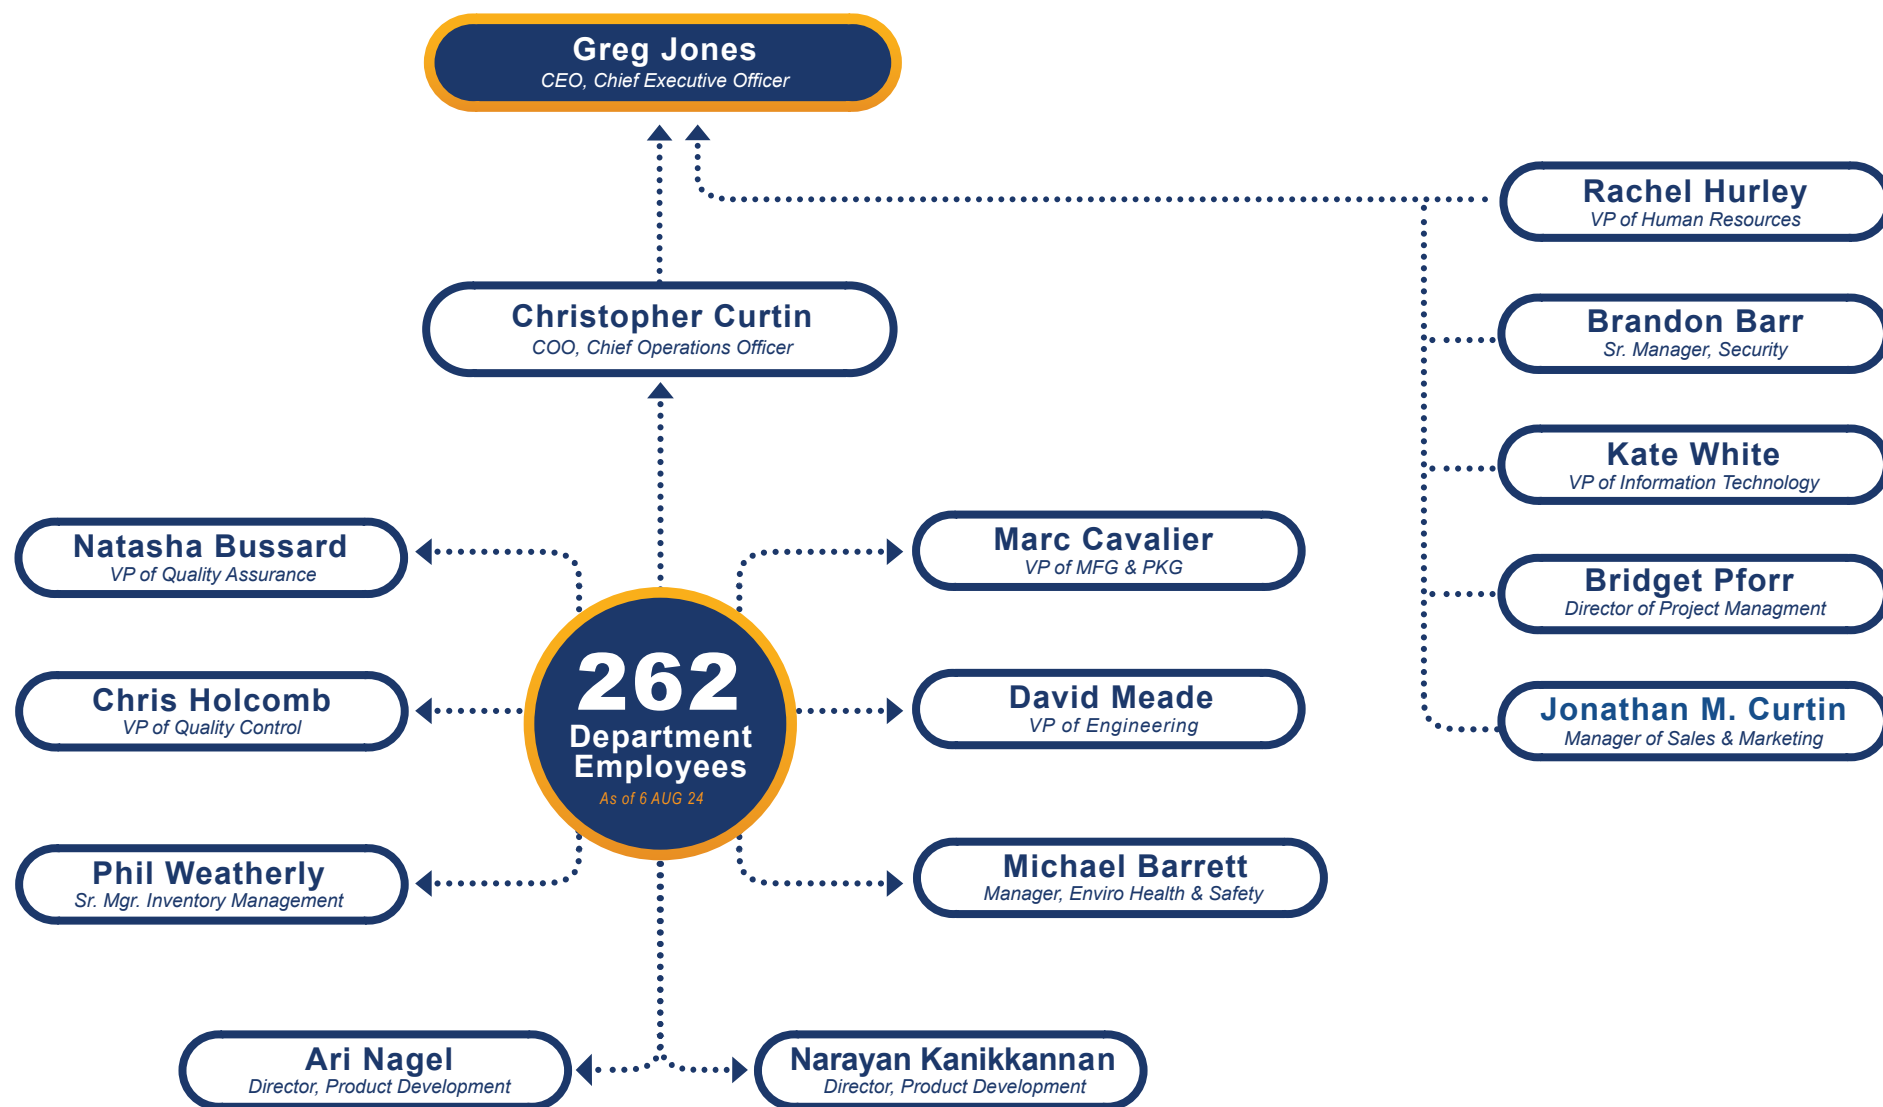 Greg Jones
CEO, Chief Executive Officer
Rachel Hurley
VP of Human Resources
Christopher Curtin
COO, Chief Operations Officer
Brandon Barr
Sr. Manager, Security
Kate White
VP of Information Technology
Natasha Bussard
VP of Quality Assurance
Marc Cavalier
VP of MFG & PKG
Bridget Pforr
Director of Project Managment
Chris Holcomb
VP of Quality Control
262
Department
Employees
As of 6 AUG 24
David Meade
VP of Engineering
Jonathan M. Curtin
Manager of Sales & Marketing
Phil Weatherly
Sr. Mgr. Inventory Management
Michael Barrett
Manager, Enviro Health & Safety
Ari Nagel
Director, Product Development
Narayan Kanikkannan
Director, Product Development